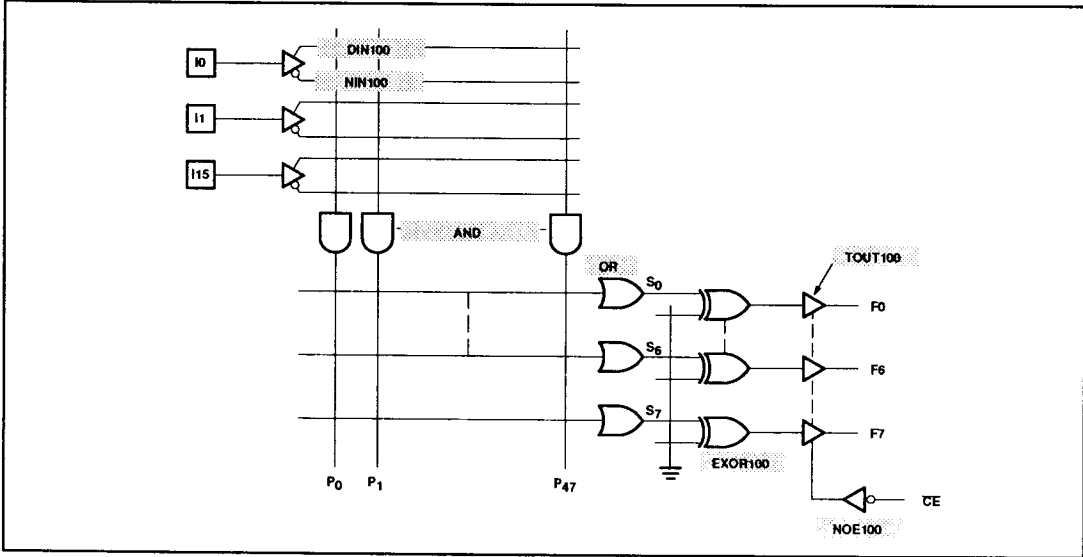 I0
DIN100
NIN100
I1
I15
AND
TOUT100
OR
S0
F0
S6
F6
S7
F7
EXOR100
P0 P1 P47
CE
NOE100